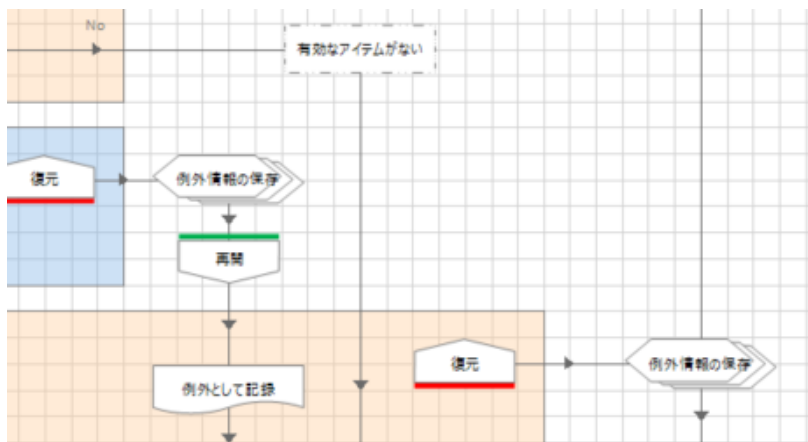 No
有効なアイテムがない
復元
例外情報の保存
再開
復元
例外情報の保存
例外として記録